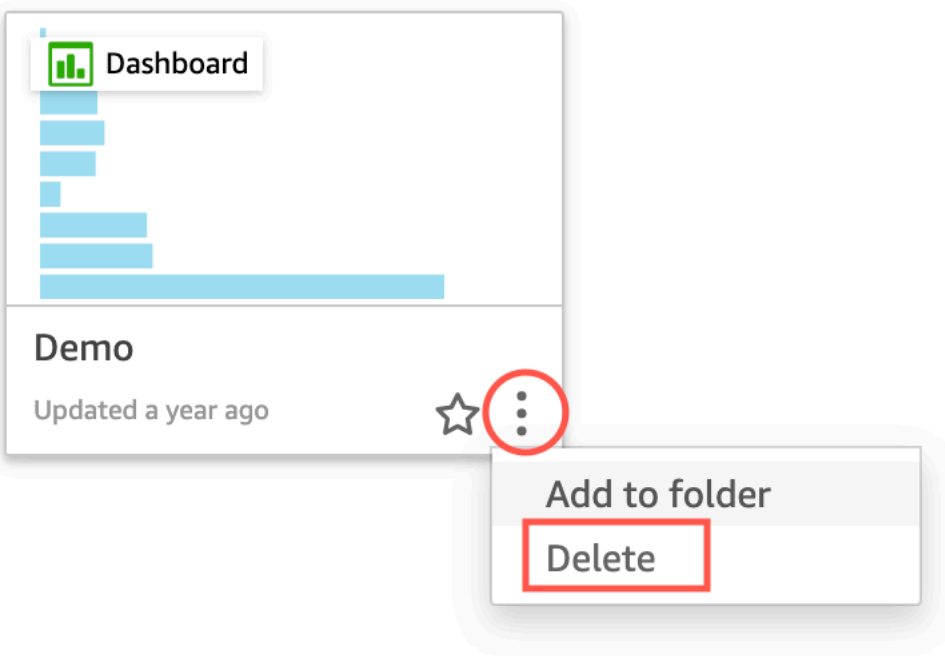 Dashboard
Demo
Updated a year ago
Add to folder
Delete